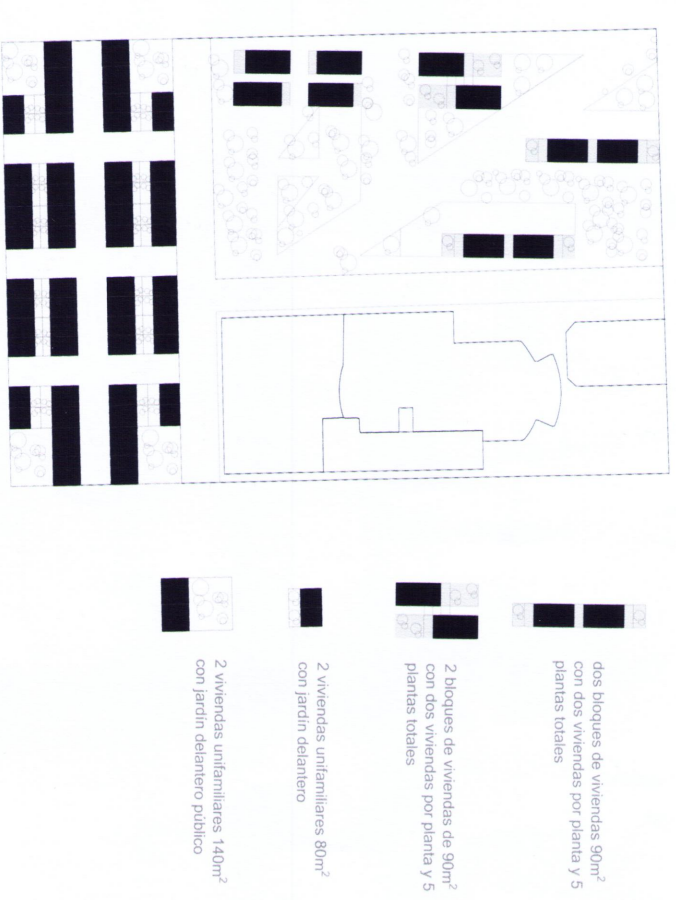 dos bloques de viviendas 90m²
con dos viviendas por planta y 5
plantas totales
2 bloques de viviendas de 90m²
con dos viviendas por planta y 5
plantas totales
2 viviendas unifamiliares 80m²
con jardín delantero
2 viviendas unifamiliares 140m²
con jardín delantero público